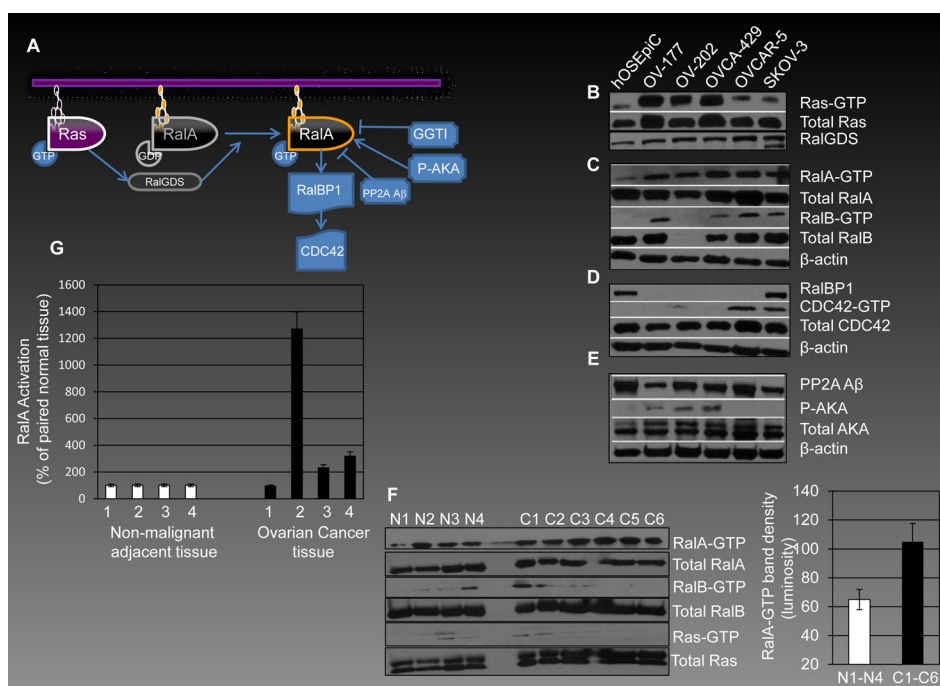 A
Ras
GTP
RalA
GDP
RalGDS
RalA
GTP
GGTI
P-AKA
PP2A Aβ
RalBP1
CDC42
hOSEpiC
OV-177
OV-202
OVCA-429
OVCAR-5
SKOV-3
B
Ras-GTP
Total Ras
RalGDS
C
RalA-GTP
Total RalA
RalB-GTP
Total RalB
β-actin
D
RalBP1
CDC42-GTP
Total CDC42
β-actin
E
PP2A Aβ
P-AKA
Total AKA
β-actin
G
RalA Activation
(% of paired normal tissue)
1600
1400
1200
1000
800
600
400
200
0
1 2 3 4 1 2 3 4
Non-malignant
adjacent tissue
Ovarian Cancer
tissue
F
N1 N2 N3 N4 C1 C2 C3 C4 C5 C6
RalA-GTP
Total RalA
RalB-GTP
Total RalB
Ras-GTP
Total Ras
RalA-GTP band density
(luminosity)
140
120
100
80
60
40
20
N1-N4 C1-C6